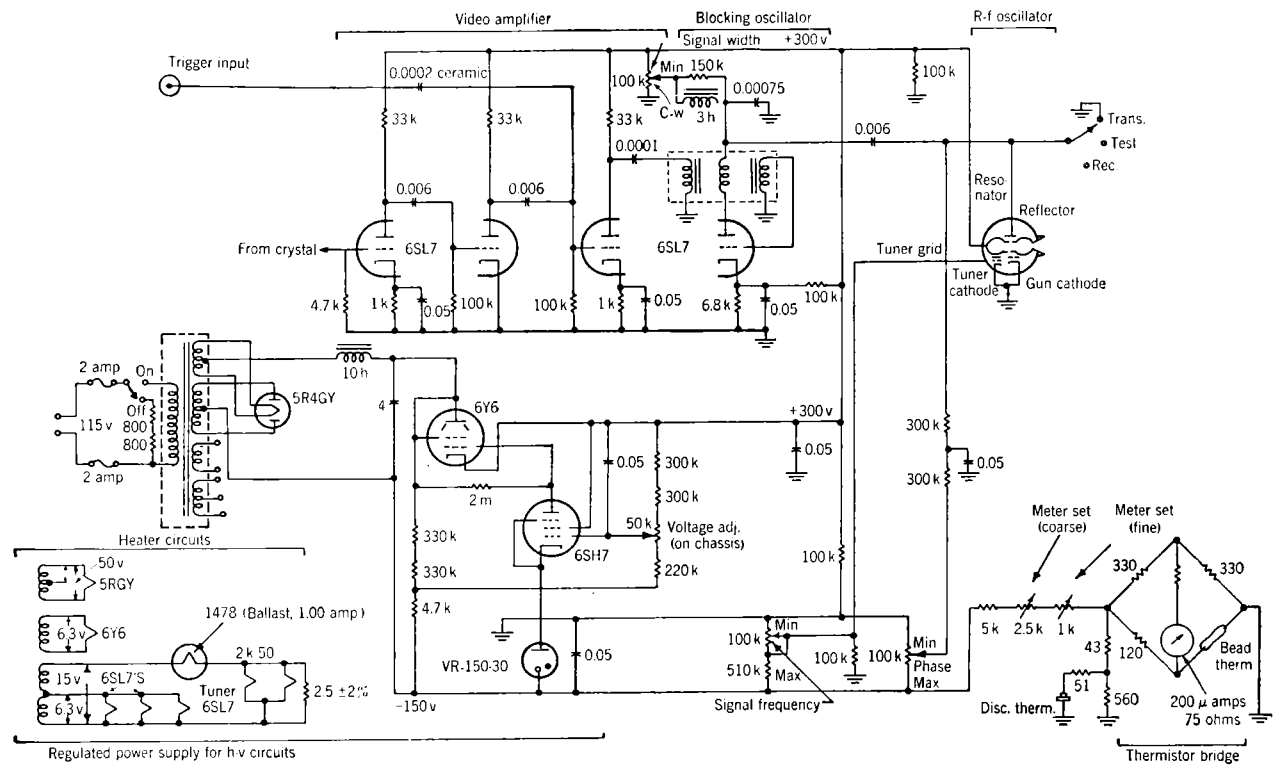 Video amplifier
Blocking oscillator
R-f oscillator
Signal width +300 v
Trigger input
0.0002 ceramic
Min 150 k
100 k
100 k
C-w
3 h
0.00075
33 k
33 k
33 k
0.0001
0.006
Trans.
Test
Rec.
0.006
0.006
Reso-
nator
Reflector
From crystal
6SL7
6SL7
Tuner grid
Tuner
cathode
Gun cathode
4.7 k
1 k
0.05
100 k
100 k
1 k
0.05
6.8 k
0.05
100 k
2 amp
On
10 h
5R4GY
4
6Y6
+300 v
Off
115 v
800
800
2 amp
300 k
0.05
300 k
0.05
300 k
0.05
300 k
2 m
300 k
50 k
Voltage adj.
(on chassis)
Meter set
(coarse)
Meter set
(fine)
330 k
6SH7
Heater circuits
330 k
220 k
100 k
330
330
50 v
5RGY
4.7 k
1478 (Ballast, 1.00 amp)
5 k
2.5 k
1 k
6.3 v
6Y6
Min
100 k
100 k
100 k
Min
Phase
Max
43
120
Bead
therm
VR-150-30
0.05
510 k
Max
2 k 50
15 v
6SL7'S
Tuner
6SL7
2.5 ±2%
6.3 v
51
560
Disc. therm.
200 μ amps
75 ohms
-150 v
Signal frequency
Regulated power supply for h-v circuits
Thermistor bridge